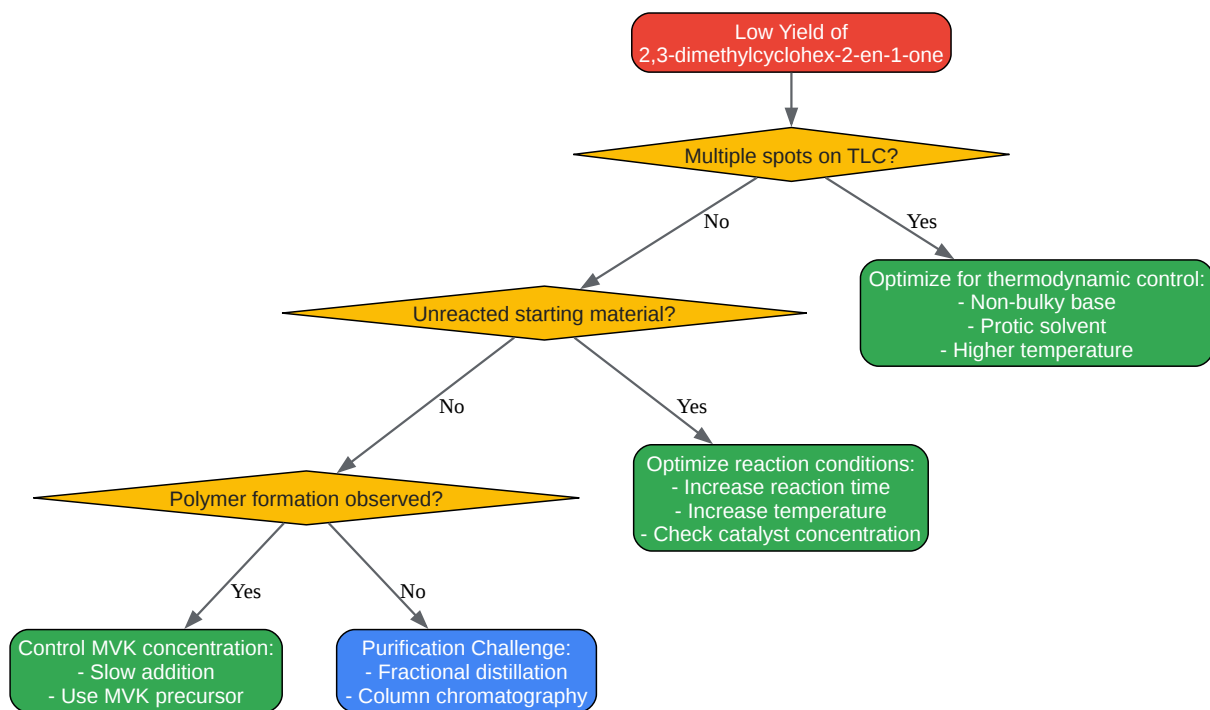 Low Yield of
2,3-dimethylcyclohex-2-en-1-one
Multiple spots on TLC?
No
Yes
Optimize for thermodynamic control:
- Non-bulky base
- Protic solvent
- Higher temperature
Unreacted starting material?
No
Yes
Optimize reaction conditions:
- Increase reaction time
- Increase temperature
- Check catalyst concentration
Polymer formation observed?
Yes
No
Control MVK concentration:
- Slow addition
- Use MVK precursor
Purification Challenge:
- Fractional distillation
- Column chromatography